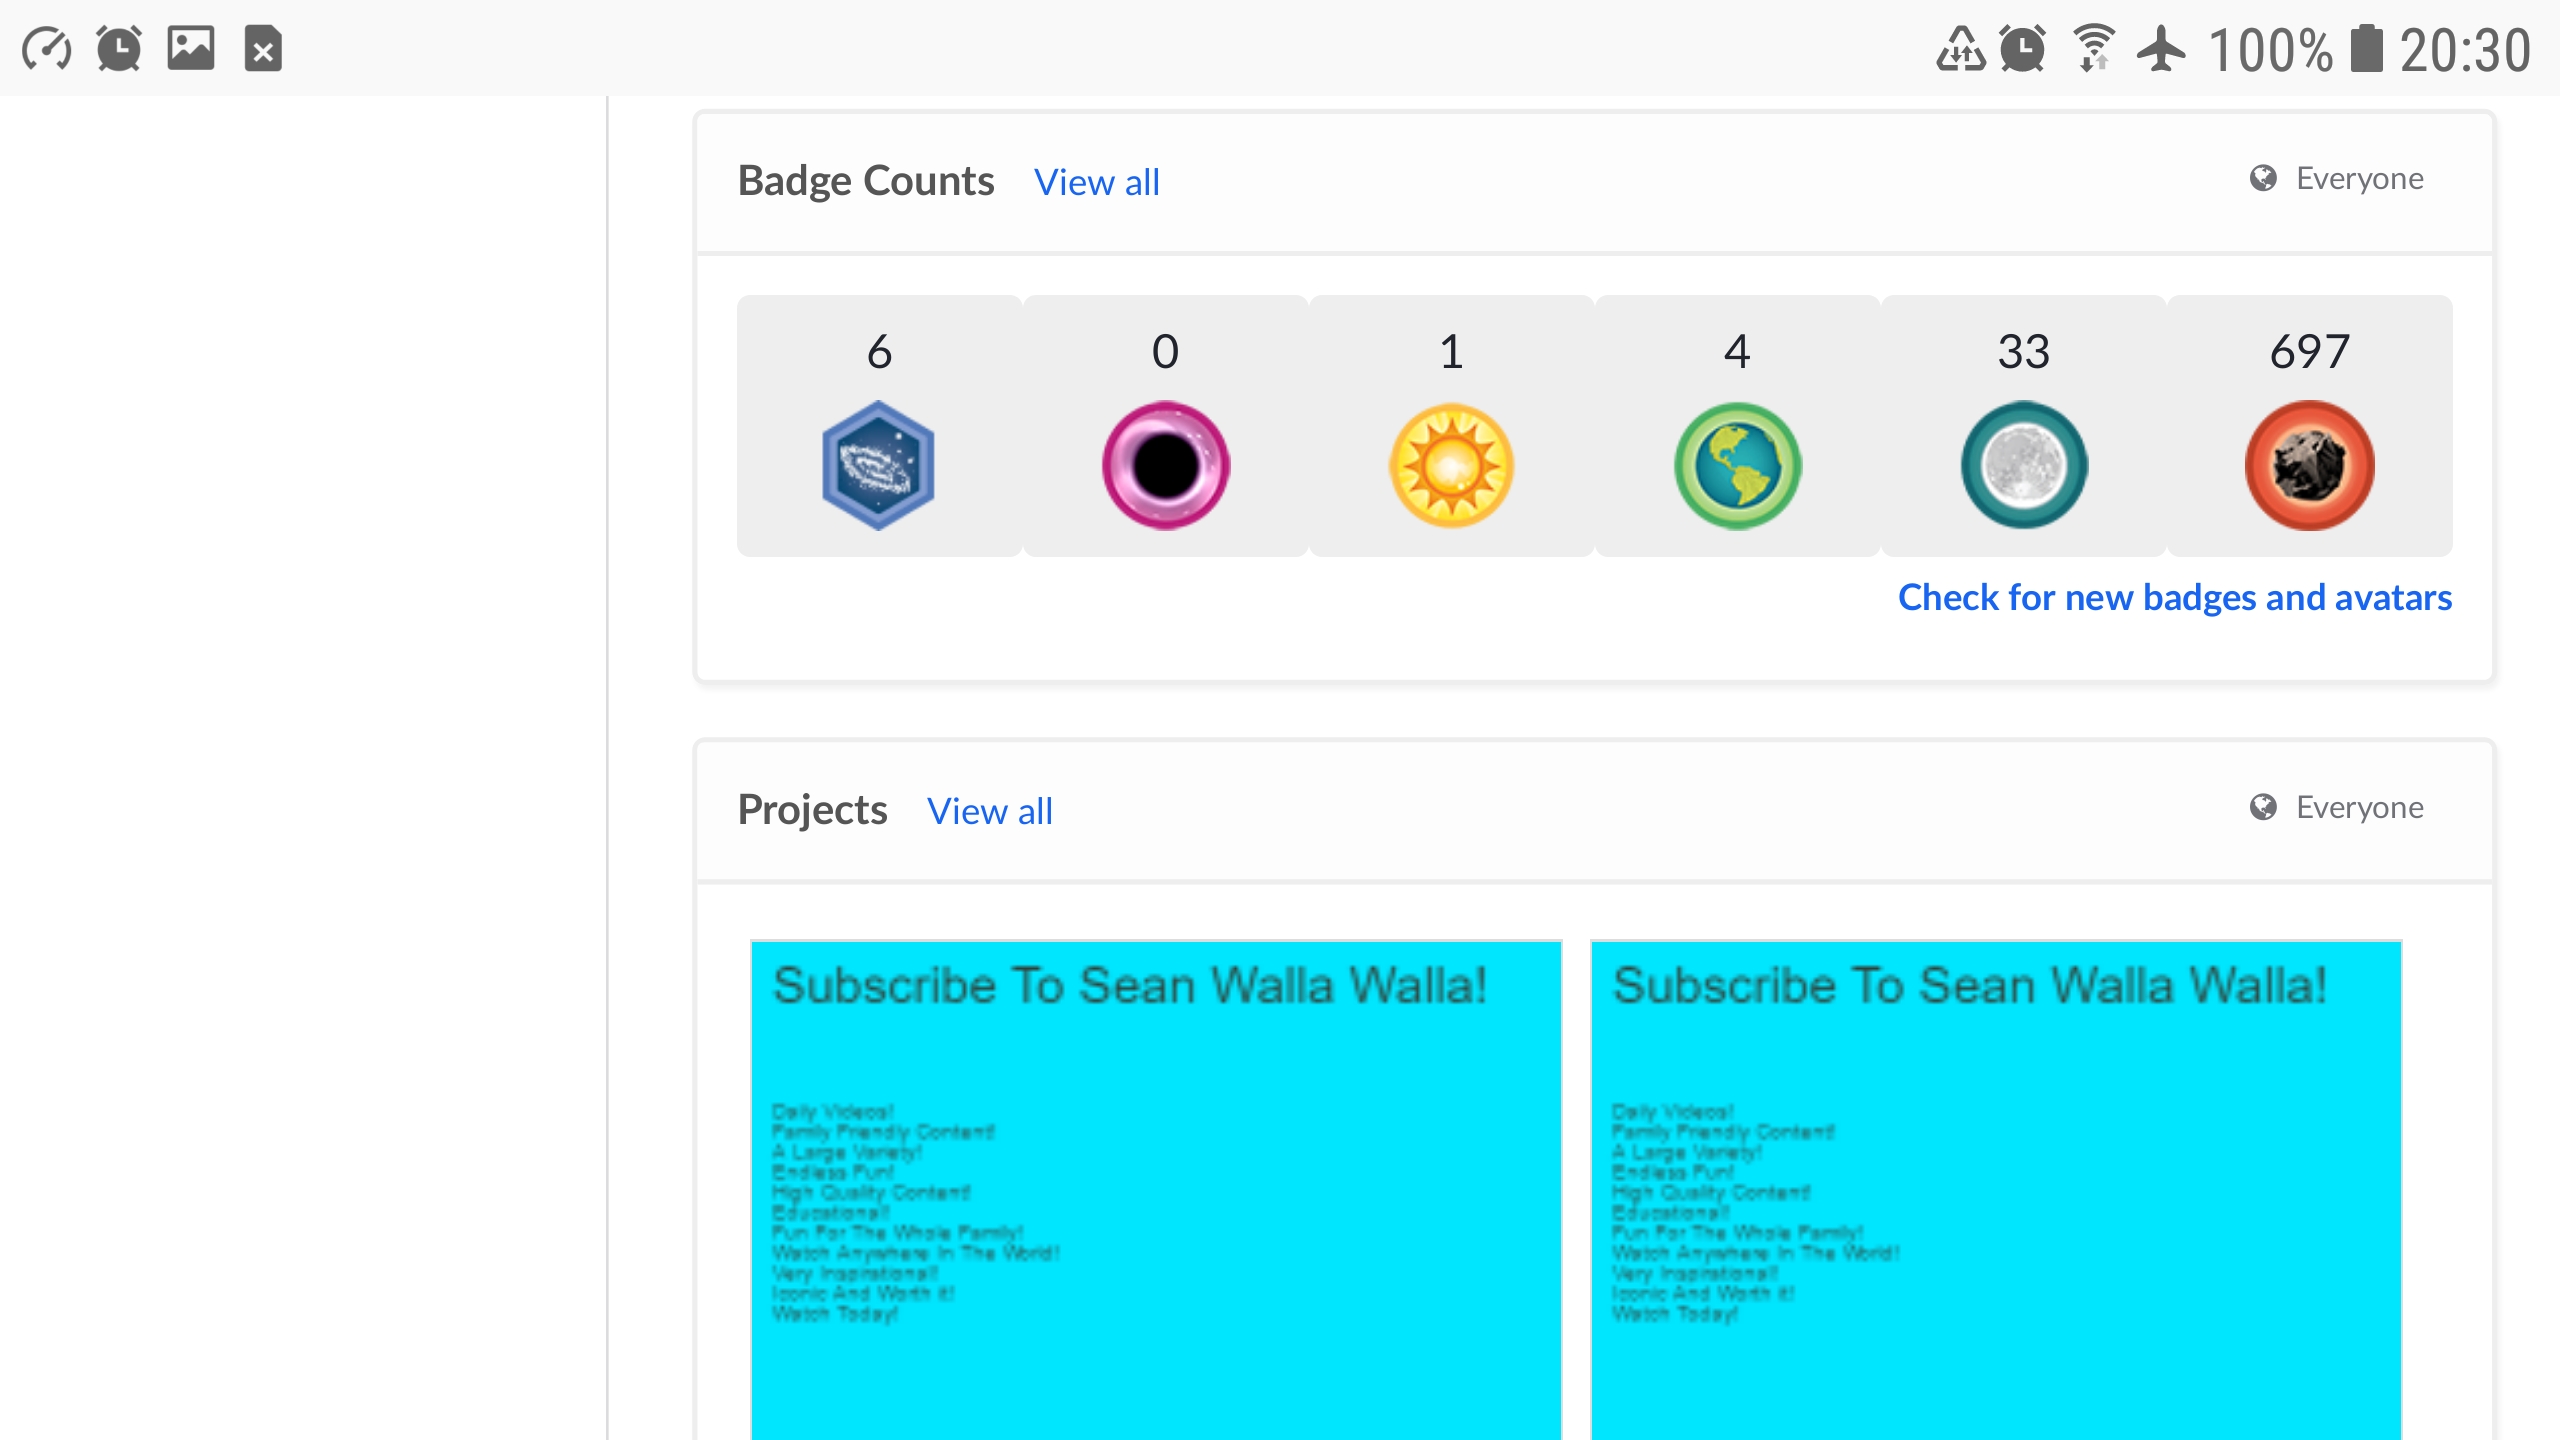 100% 20:30
Badge Counts View all Everyone
6 0 1 4 33 697
Check for new badges and avatars
Projects View all Everyone
Subscribe To Sean Walla Walla!
Daily Videos!
Family Friendly Content!
A Large Variety!
Endless Fun!
High Quality Content!
Educational!
Fun For The Whole Family!
Watch Anywhere In The World!
Very Inspirational!
Iconic And Worth it!
Watch Today!
Subscribe To Sean Walla Walla!
Daily Videos!
Family Friendly Content!
A Large Variety!
Endless Fun!
High Quality Content!
Educational!
Fun For The Whole Family!
Watch Anywhere In The World!
Very Inspirational!
Iconic And Worth it!
Watch Today!